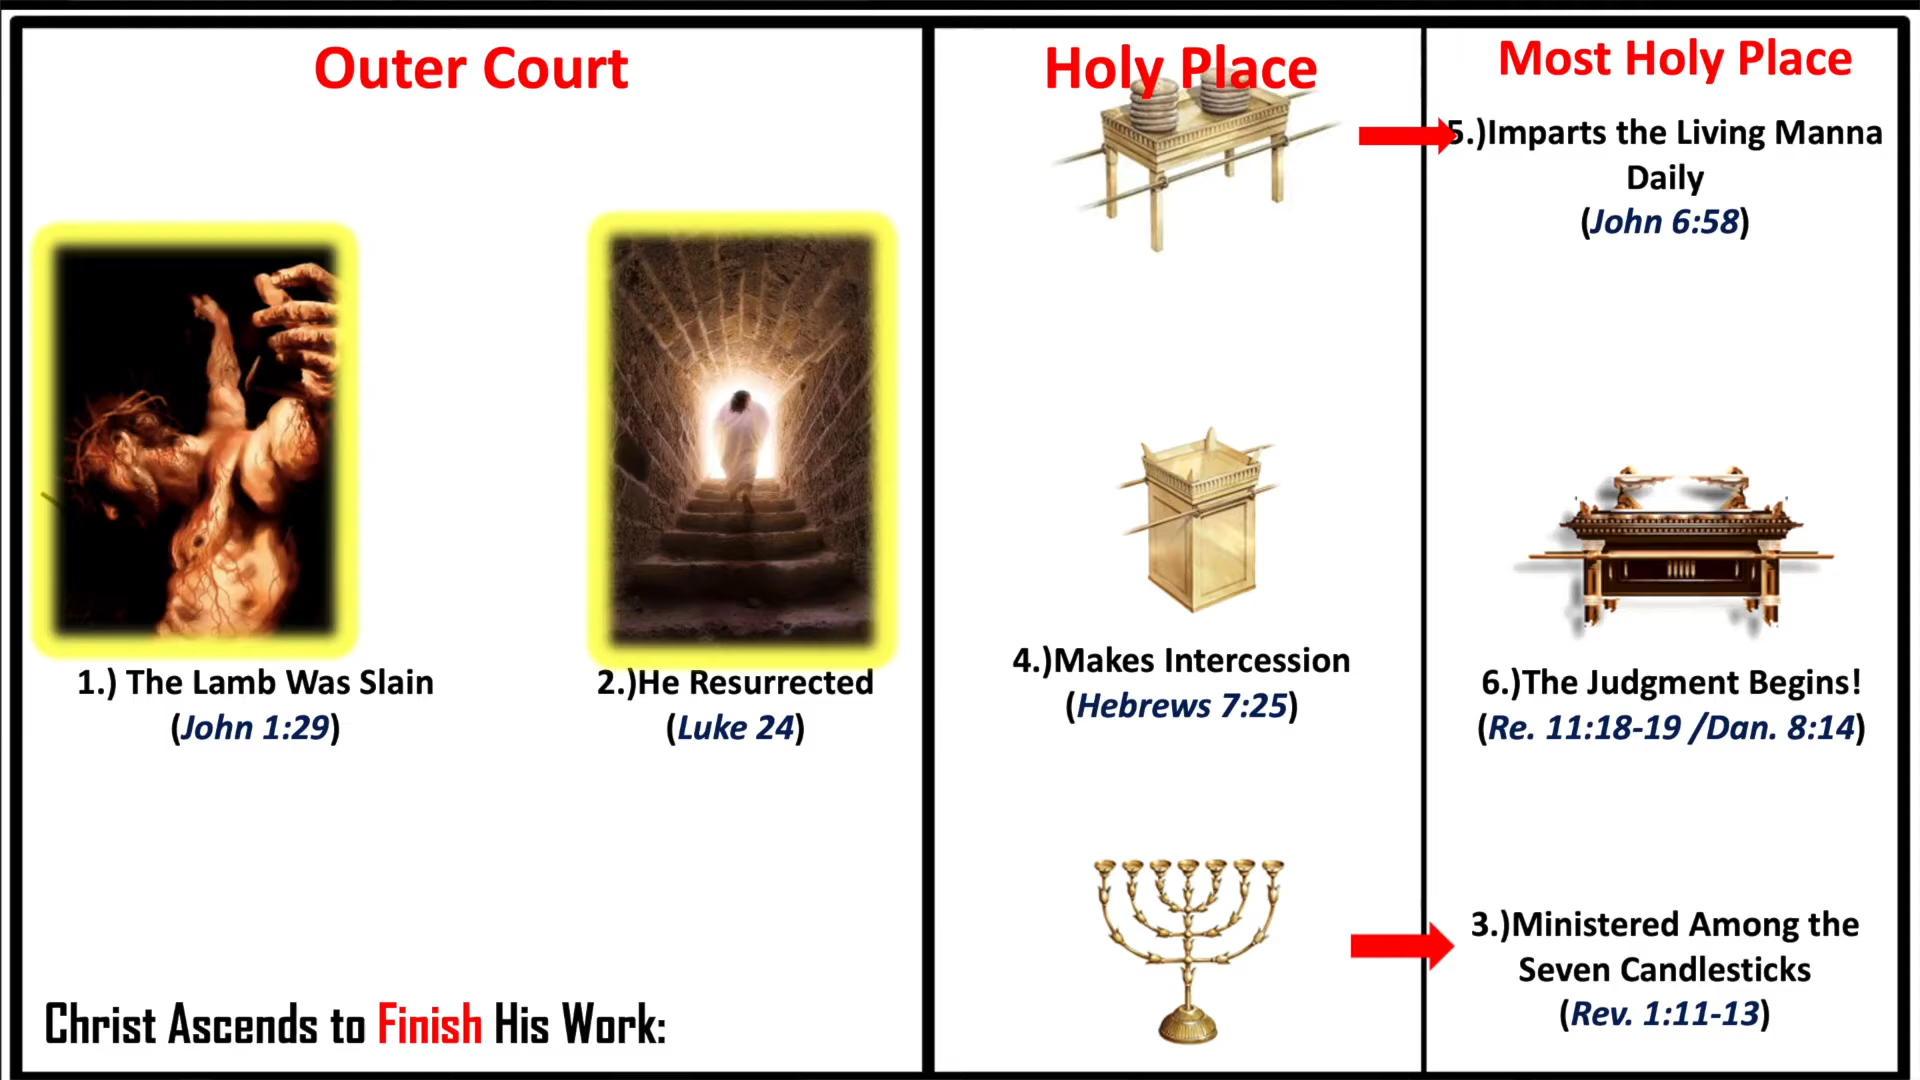 Outer Court
1.) The Lamb Was Slain
(John 1:29)
2.)He Resurrected
(Luke 24)
Christ Ascends to Finish His Work:
Holy Place
4.)Makes Intercession
(Hebrews 7:25)
Most Holy Place
5.)Imparts the Living Manna
Daily
(John 6:58)
6.)The Judgment Begins!
(Re. 11:18-19 /Dan. 8:14)
3.)Ministered Among the
Seven Candlesticks
(Rev. 1:11-13)